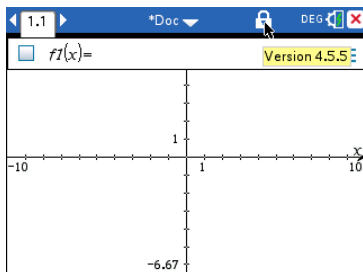 1.1 *Doc DEG
f1(x)=
Version 4.5.5
1
x
-10 1 10
-6.67